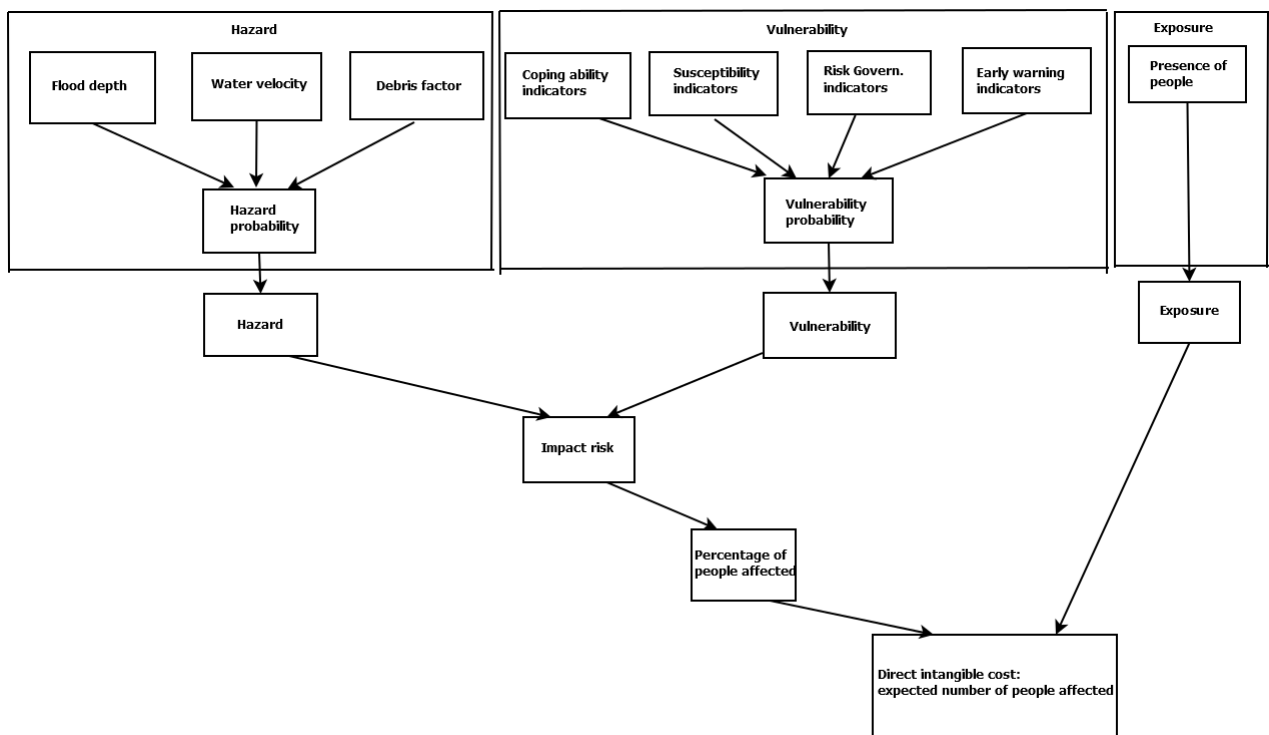 Hazard
Vulnerability
Exposure
Flood depth
Water velocity
Debris factor
Coping ability
indicators
Susceptibility
indicators
Risk Govern.
indicators
Early warning
indicators
Presence of
people
Hazard
probability
Vulnerability
probability
Hazard
Vulnerability
Exposure
Impact risk
Percentage of
people affected
Direct intangible cost:
expected number of people affected